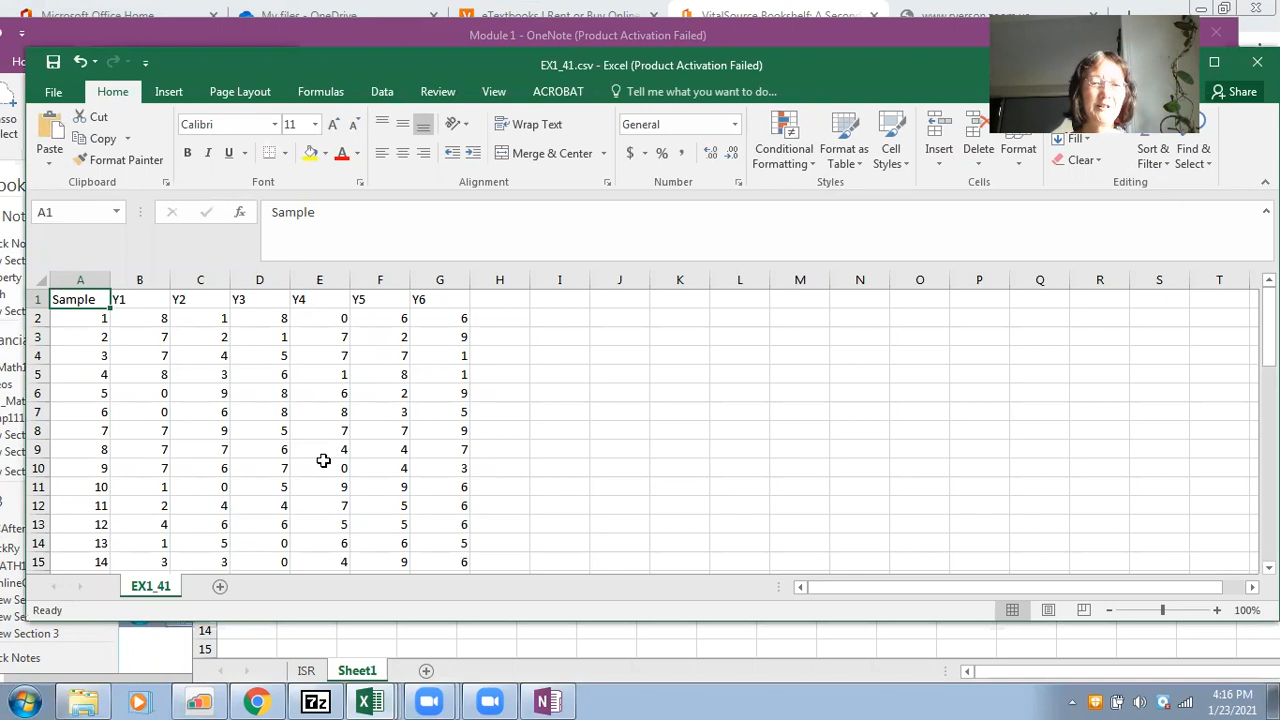 Microsoft Office Home
My files - OneDrive
eTextbooks | Rent or Buy Online
VitalSource Bookshelf: A Secon
Module 1 - OneNote (Product Activation Failed)
EX1_41.csv - Excel (Product Activation Failed)
File Home Insert Page Layout Formulas Data Review View ACROBAT Tell me what you want to do... Share
Paste
Cut
Copy
Format Painter
Calibri 11
B I U
Wrap Text
Merge & Center
General
$ % ,
Conditional Formatting
Format as Table
Cell Styles
Insert Delete Format
Fill
Clear
Sort & Filter
Find & Select
Clipboard Font Alignment Number Styles Cells Editing
A1 fx Sample
A B C D E F G H I J K L M N O P Q R S T
1 Sample Y1 Y2 Y3 Y4 Y5 Y6
2 1 8 1 8 0 6 6
3 2 7 2 1 7 2 9
4 3 7 4 5 7 7 1
5 4 8 3 6 1 8 1
6 5 0 9 8 6 2 9
7 6 0 6 8 8 3 5
8 7 7 9 5 7 7 9
9 8 7 7 6 4 4 7
10 9 7 6 7 0 4 3
11 10 1 0 5 9 9 6
12 11 2 4 4 7 5 6
13 12 4 6 6 5 5 6
14 13 1 5 0 6 6 5
15 14 3 3 0 4 9 6
EX1_41
Ready 100%
ew Section 3
14
15
ck Notes
ISR Sheet1
7z
4:16 PM
1/23/2021